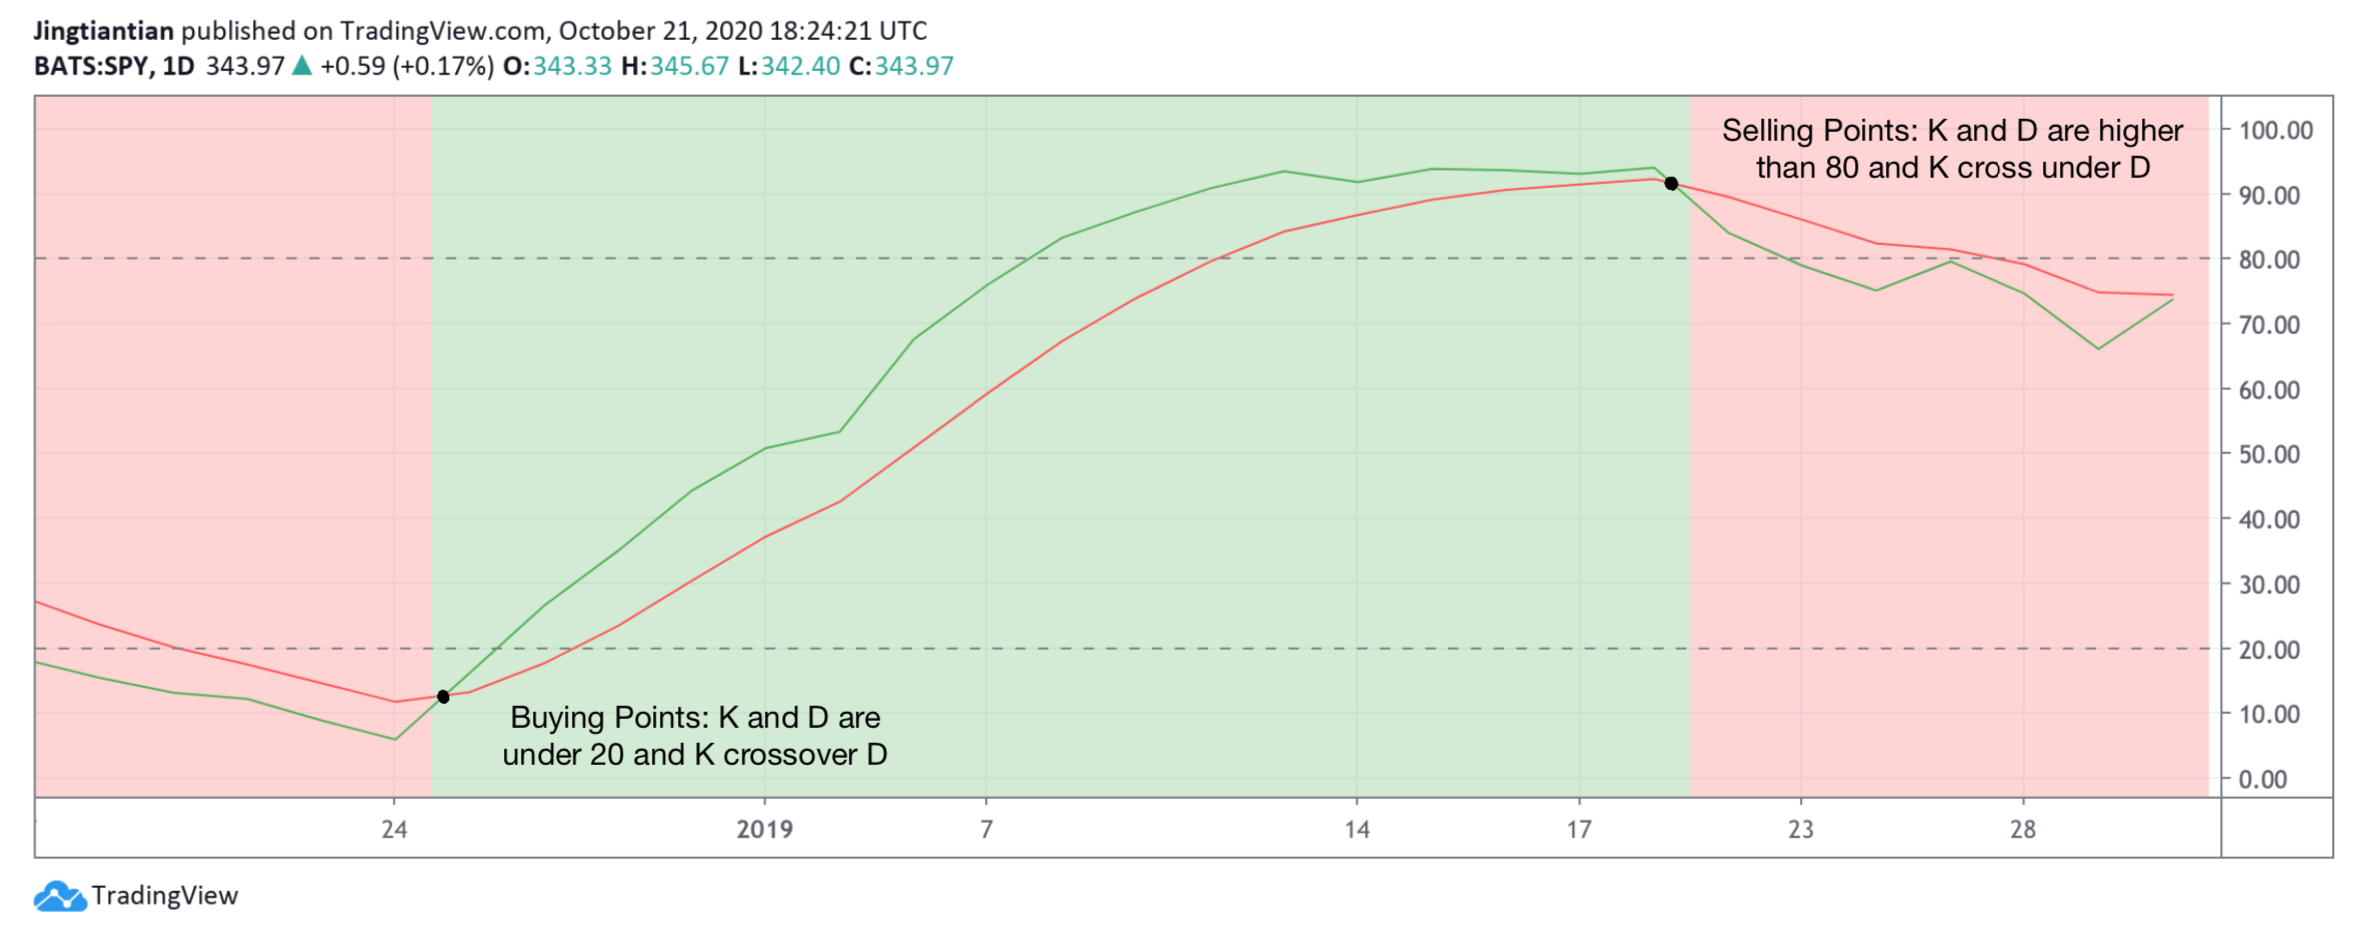 Jingtiantian published on TradingView.com, October 21, 2020 18:24:21 UTC
BATS:SPY, 1D 343.97 ▲ +0.59 (+0.17%) O:343.33 H:345.67 L:342.40 C:343.97
Selling Points: K and D are higher
than 80 and K cross under D
100.00
90.00
80.00
70.00
60.00
50.00
40.00
30.00
20.00
10.00
0.00
Buying Points: K and D are
under 20 and K crossover D
24 2019 7 14 17 23 28
TradingView